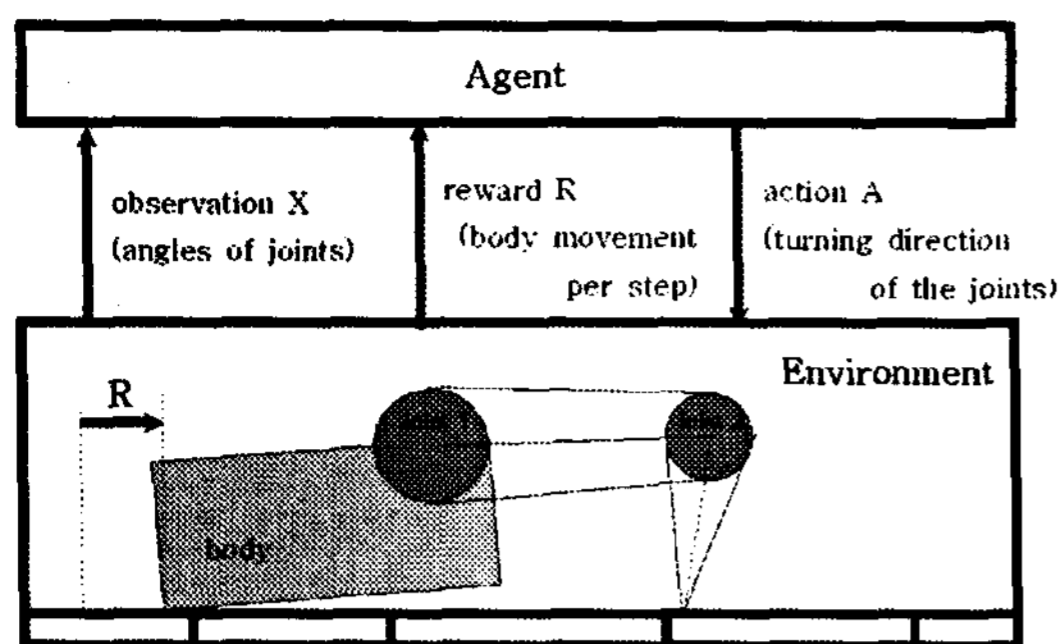 Agent
observation X
(angles of joints)
reward R
(body movement
per step)
action A
(turning direction
of the joints)
Environment
R
body